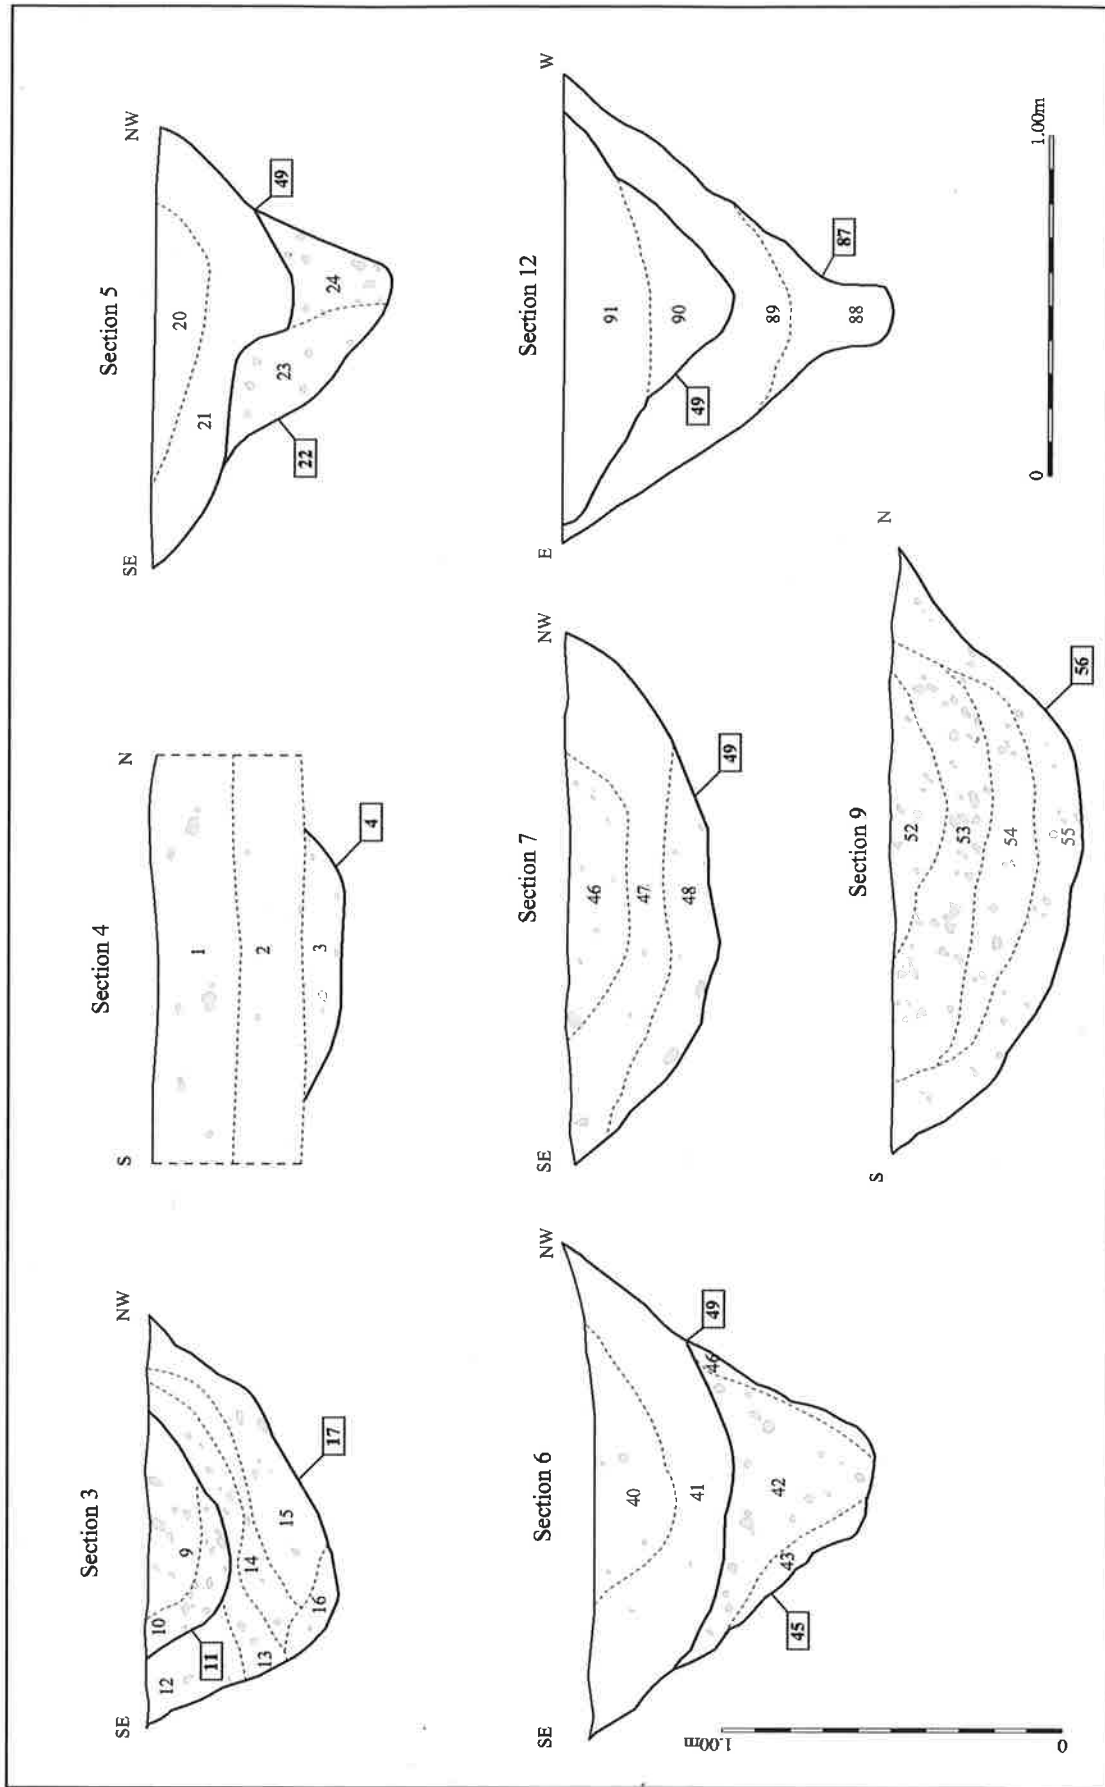 Section 3
SE
NW
9
10
11
12
13
14
15
16
17
Section 4
S
N
1
2
3
4
Section 5
SE
NW
20
21
22
23
24
49
Section 6
SE
NW
40
41
42
43
45
46
49
Section 7
SE
NW
46
47
48
49
Section 12
E
W
91
90
89
88
49
87
Section 9
S
N
52
53
54
55
56
1.00m
0
0
1.00m